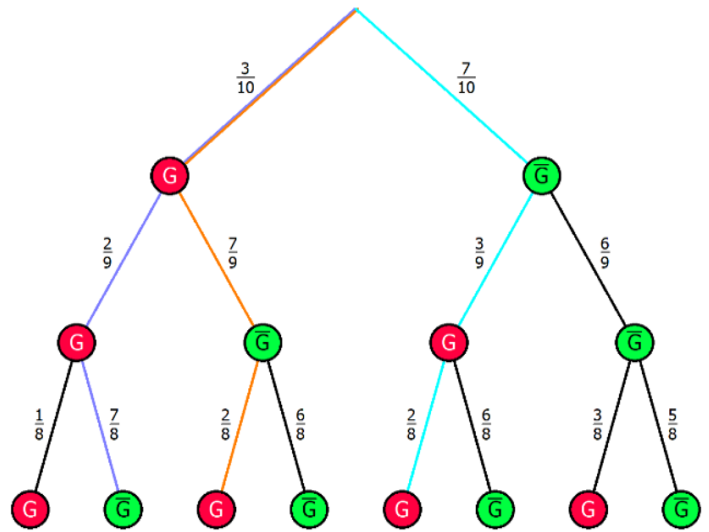 3/10 7/10
G G̅
2/9 7/9 3/9 6/9
G G̅ G G̅
1/8 7/8 2/8 6/8 2/8 6/8 3/8 5/8
G G̅ G G̅ G G̅ G G̅